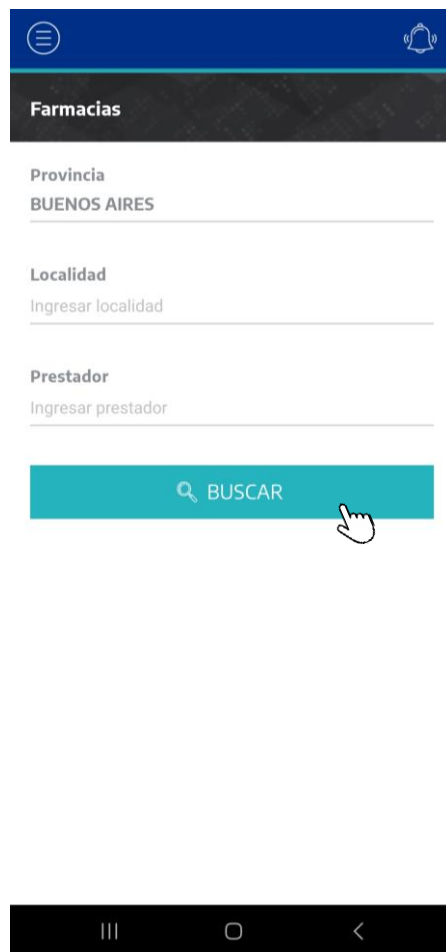 Farmacias
Provincia
BUENOS AIRES
Localidad
Ingresar localidad
Prestador
Ingresar prestador
BUSCAR